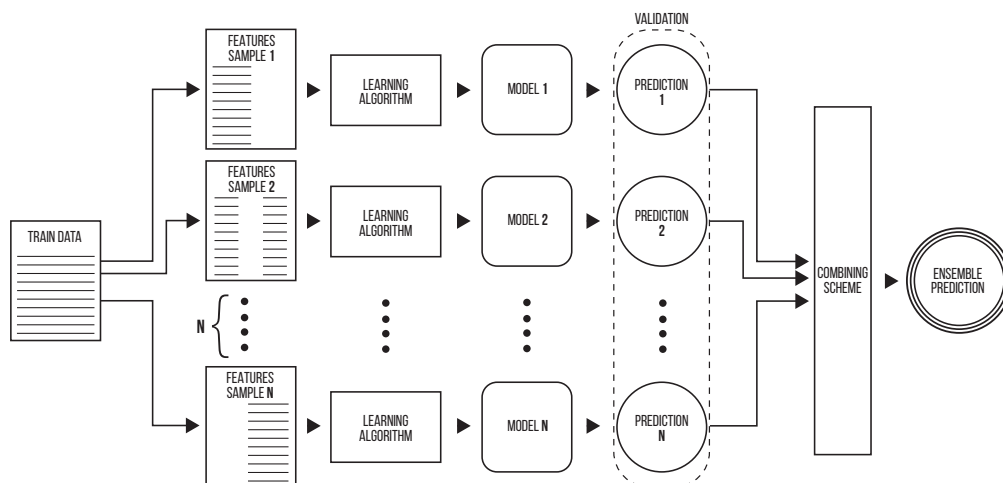 VALIDATION
FEATURES
SAMPLE 1
LEARNING
ALGORITHM
MODEL 1
PREDICTION
1
FEATURES
SAMPLE 2
LEARNING
ALGORITHM
MODEL 2
PREDICTION
2
TRAIN DATA
COMBINING
SCHEME
ENSEMBLE
PREDICTION
N
FEATURES
SAMPLE N
LEARNING
ALGORITHM
MODEL N
PREDICTION
N